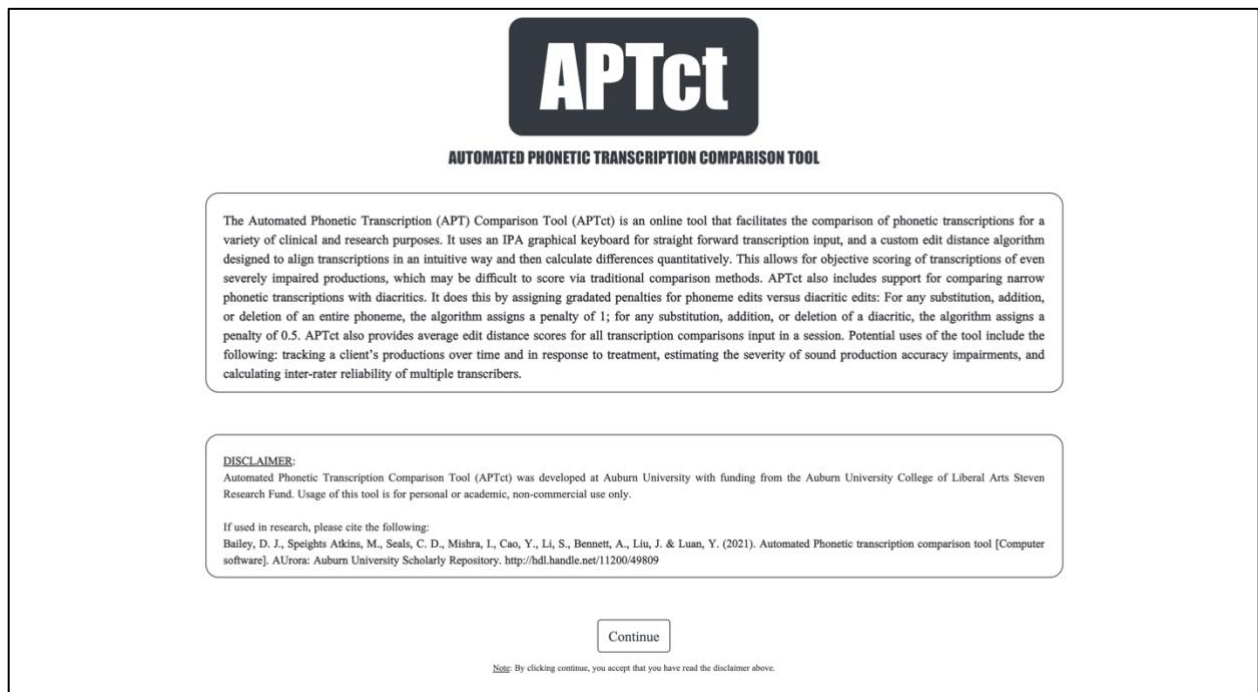 APTct
AUTOMATED PHONETIC TRANSCRIPTION COMPARISON TOOL
The Automated Phonetic Transcription (APT) Comparison Tool (APTct) is an online tool that facilitates the comparison of phonetic transcriptions for a
variety of clinical and research purposes. It uses an IPA graphical keyboard for straight forward transcription input, and a custom edit distance algorithm
designed to align transcriptions in an intuitive way and then calculate differences quantitatively. This allows for objective scoring of transcriptions of even
severely impaired productions, which may be difficult to score via traditional comparison methods. APTct also includes support for comparing narrow
phonetic transcriptions with diacritics. It does this by assigning gradated penalties for phoneme edits versus diacritic edits: For any substitution, addition,
or deletion of an entire phoneme, the algorithm assigns a penalty of 1; for any substitution, addition, or deletion of a diacritic, the algorithm assigns a
penalty of 0.5. APTct also provides average edit distance scores for all transcription comparisons input in a session. Potential uses of the tool include the
following: tracking a client's productions over time and in response to treatment, estimating the severity of sound production accuracy impairments, and
calculating inter-rater reliability of multiple transcribers.
DISCLAIMER:
Automated Phonetic Transcription Comparison Tool (APTct) was developed at Auburn University with funding from the Auburn University College of Liberal Arts Steven
Research Fund. Usage of this tool is for personal or academic, non-commercial use only.
If used in research, please cite the following:
Bailey, D. J., Speights Atkins, M., Seals, C. D., Mishra, I., Cao, Y., Li, S., Bennett, A., Liu, J. & Luan, Y. (2021). Automated Phonetic transcription comparison tool [Computer
software]. AUrora: Auburn University Scholarly Repository. http://hdl.handle.net/11200/49809
Continue
Note: By clicking continue, you accept that you have read the disclaimer above.